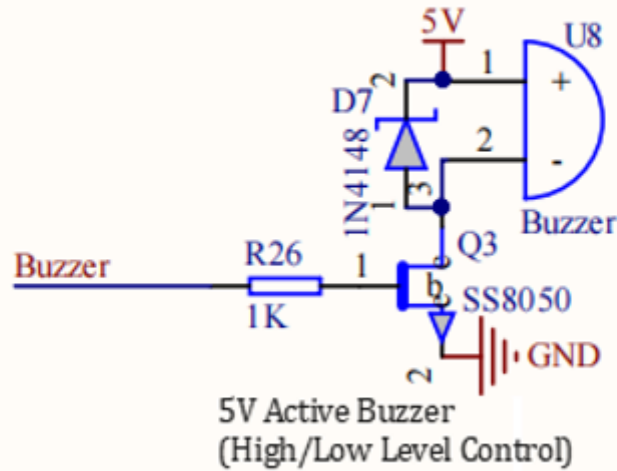 5V
U8
2
1
+
D7
1N4148
2
-
1
3
Buzzer
Buzzer
R26
1
Q3
b
SS8050
1K
GND
2
5V Active Buzzer
(High/Low Level Control)